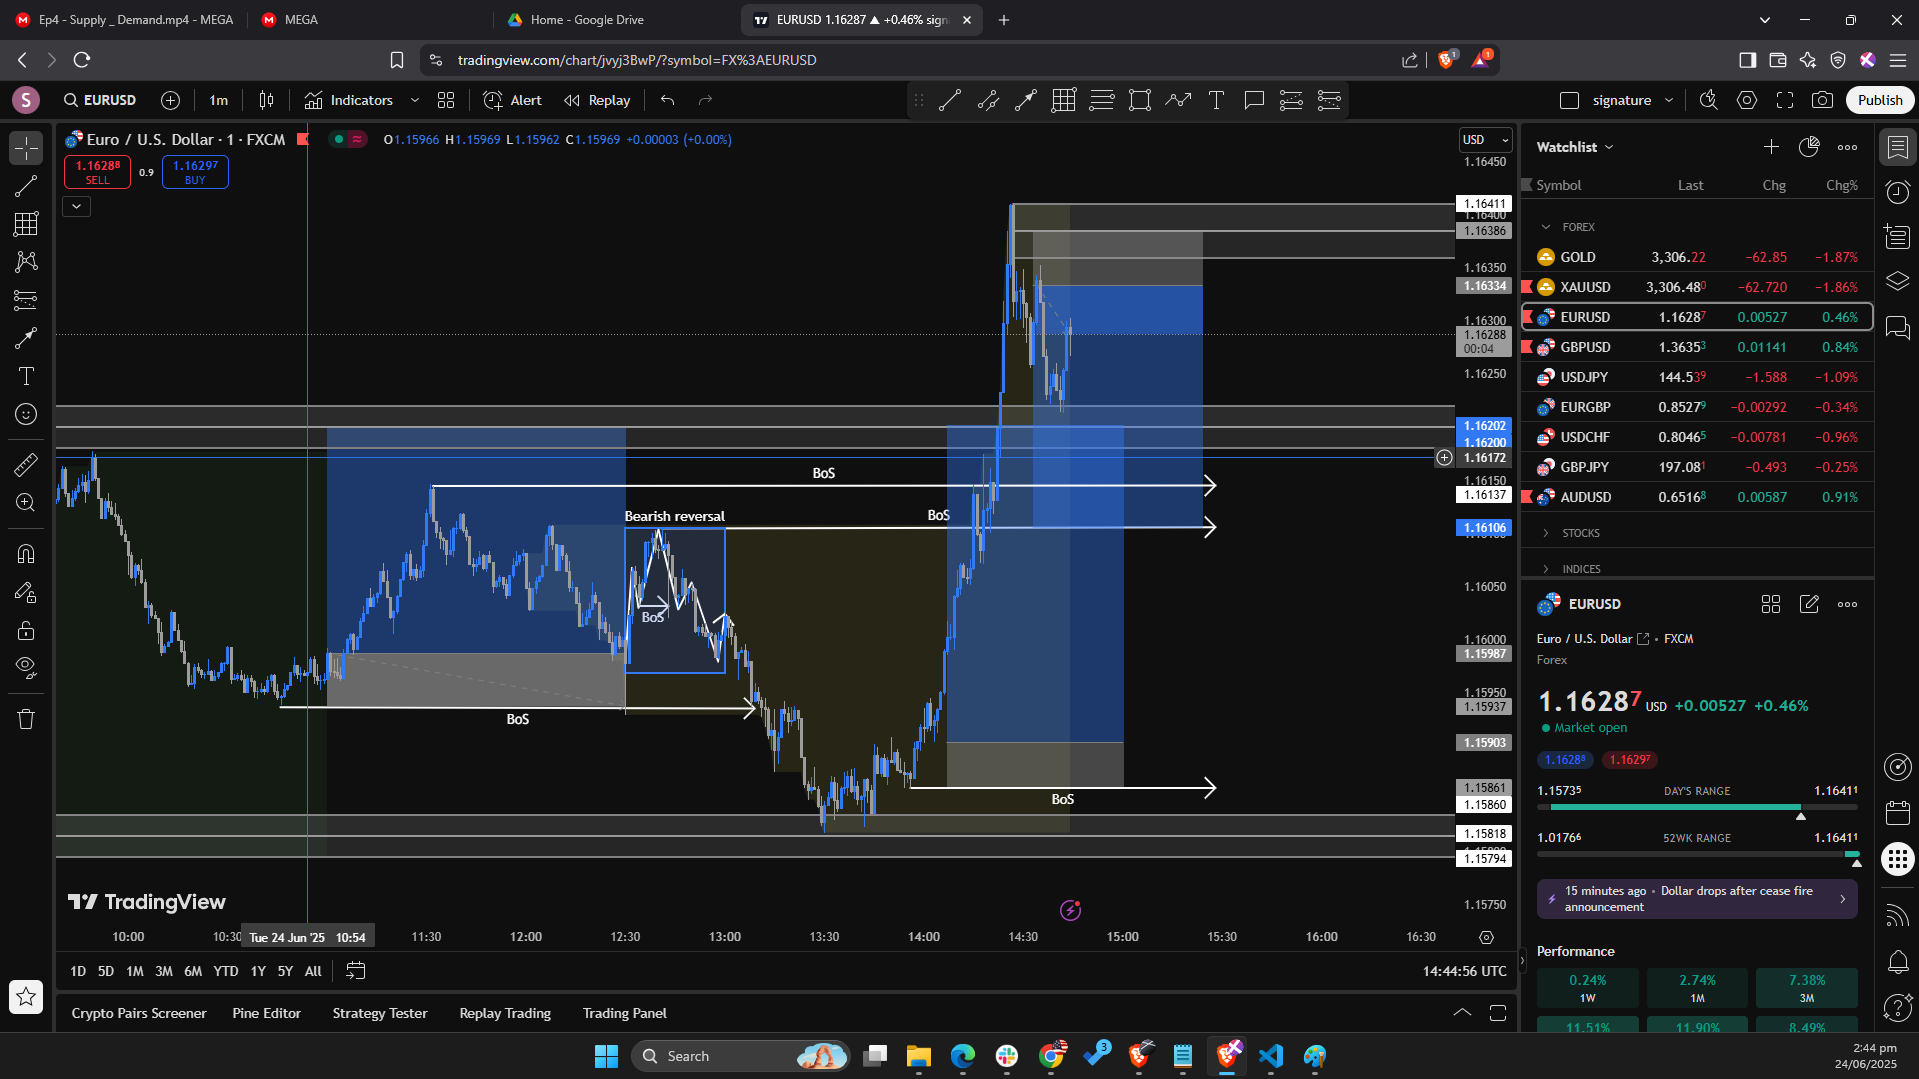 Ep4 - Supply _ Demand.mp4 - MEGA
MEGA
Home - Google Drive
EURUSD 1.16287 ▲ +0.46% sign
tradingview.com/chart/jvyj3BwP/?symbol=FX%3AEURUSD
1
1
S
EURUSD
1m
Indicators
Alert
Replay
signature
Publish
Euro / U.S. Dollar · 1 · FXCM
O1.15966 H1.15969 L1.15962 C1.15969 +0.00003 (+0.00%)
1.16288
SELL
0.9
1.16297
BUY
USD
1.16450
1.16411
1.16400
1.16386
1.16350
1.16334
1.16300
1.16288
00:04
1.16250
1.16202
1.16200
1.16172
1.16150
1.16137
1.16106
1.16050
1.16000
1.15987
1.15950
1.15937
1.15903
1.15861
1.15860
1.15818
1.15794
1.15750
BoS
Bearish reversal
BoS
BoS
BoS
BoS
TradingView
10:00
10:30
Tue 24 Jun '25 10:54
11:30
12:00
12:30
13:00
13:30
14:00
14:30
15:00
15:30
16:00
16:30
1D 5D 1M 3M 6M YTD 1Y 5Y All
14:44:56 UTC
Crypto Pairs Screener
Pine Editor
Strategy Tester
Replay Trading
Trading Panel
Watchlist
Symbol Last Chg Chg%
FOREX
GOLD 3,306.22 −62.85 −1.87%
XAUUSD 3,306.480 −62.720 −1.86%
EURUSD 1.16287 0.00527 0.46%
GBPUSD 1.36353 0.01141 0.84%
USDJPY 144.539 −1.588 −1.09%
EURGBP 0.85279 −0.00292 −0.34%
USDCHF 0.80465 −0.00781 −0.96%
GBPJPY 197.081 −0.493 −0.25%
AUDUSD 0.65168 0.00587 0.91%
STOCKS
INDICES
EURUSD
Euro / U.S. Dollar • FXCM
Forex
1.16287 USD +0.00527 +0.46%
Market open
1.16288 1.16297
1.15735 DAY'S RANGE 1.16411
1.01766 52WK RANGE 1.16411
15 minutes ago • Dollar drops after cease fire
announcement
Performance
0.24%
1W
2.74%
1M
7.38%
3M
11.51%
11.90%
8.49%
Search
3
2:44 pm
24/06/2025